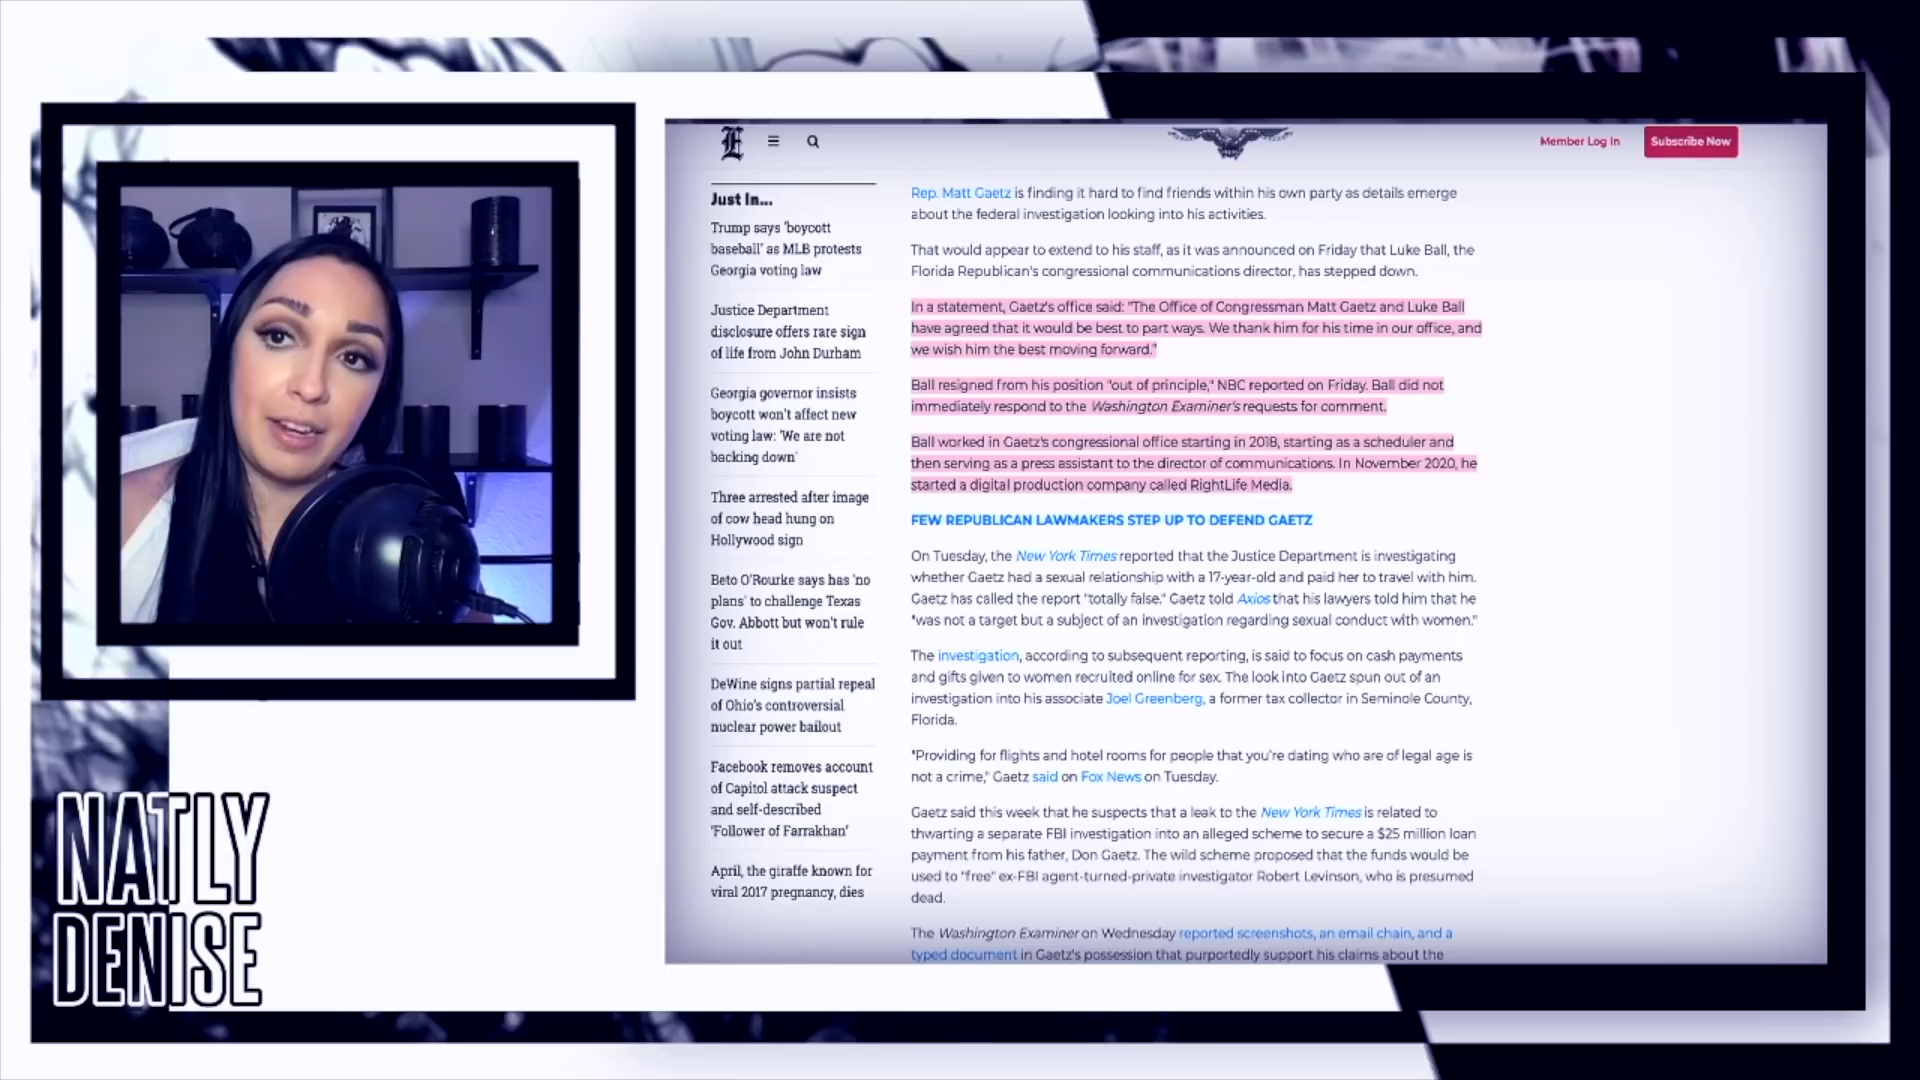 E
Member Log In
Subscribe Now
Just In...
Trump says 'boycott
baseball' as MLB protests
Georgia voting law
Justice Department
disclosure offers rare sign
of life from John Durham
Georgia governor insists
boycott won't affect new
voting law: 'We are not
backing down'
Three arrested after image
of cow head hung on
Hollywood sign
Beto O'Rourke says has 'no
plans' to challenge Texas
Gov. Abbott but won't rule
it out
DeWine signs partial repeal
of Ohio's controversial
nuclear power bailout
Facebook removes account
of Capitol attack suspect
and self-described
'Follower of Farrakhan'
April, the giraffe known for
viral 2017 pregnancy, dies
Rep. Matt Gaetz is finding it hard to find friends within his own party as details emerge
about the federal investigation looking into his activities.
That would appear to extend to his staff, as it was announced on Friday that Luke Ball, the
Florida Republican's congressional communications director, has stepped down.
In a statement, Gaetz's office said: "The Office of Congressman Matt Gaetz and Luke Ball
have agreed that it would be best to part ways. We thank him for his time in our office, and
we wish him the best moving forward."
Ball resigned from his position "out of principle," NBC reported on Friday. Ball did not
immediately respond to the Washington Examiner's requests for comment.
Ball worked in Gaetz's congressional office starting in 2018, starting as a scheduler and
then serving as a press assistant to the director of communications. In November 2020, he
started a digital production company called RightLife Media.
FEW REPUBLICAN LAWMAKERS STEP UP TO DEFEND GAETZ
On Tuesday, the New York Times reported that the Justice Department is investigating
whether Gaetz had a sexual relationship with a 17-year-old and paid her to travel with him.
Gaetz has called the report "totally false." Gaetz told Axios that his lawyers told him that he
"was not a target but a subject of an investigation regarding sexual conduct with women."
The investigation, according to subsequent reporting, is said to focus on cash payments
and gifts given to women recruited online for sex. The look into Gaetz spun out of an
investigation into his associate Joel Greenberg, a former tax collector in Seminole County,
Florida.
"Providing for flights and hotel rooms for people that you're dating who are of legal age is
not a crime," Gaetz said on Fox News on Tuesday.
Gaetz said this week that he suspects that a leak to the New York Times is related to
thwarting a separate FBI investigation into an alleged scheme to secure a $25 million loan
payment from his father, Don Gaetz. The wild scheme proposed that the funds would be
used to "free" ex-FBI agent-turned-private investigator Robert Levinson, who is presumed
dead.
The Washington Examiner on Wednesday reported screenshots, an email chain, and a
typed document in Gaetz's possession that purportedly support his claims about the
NATLY
DENISE